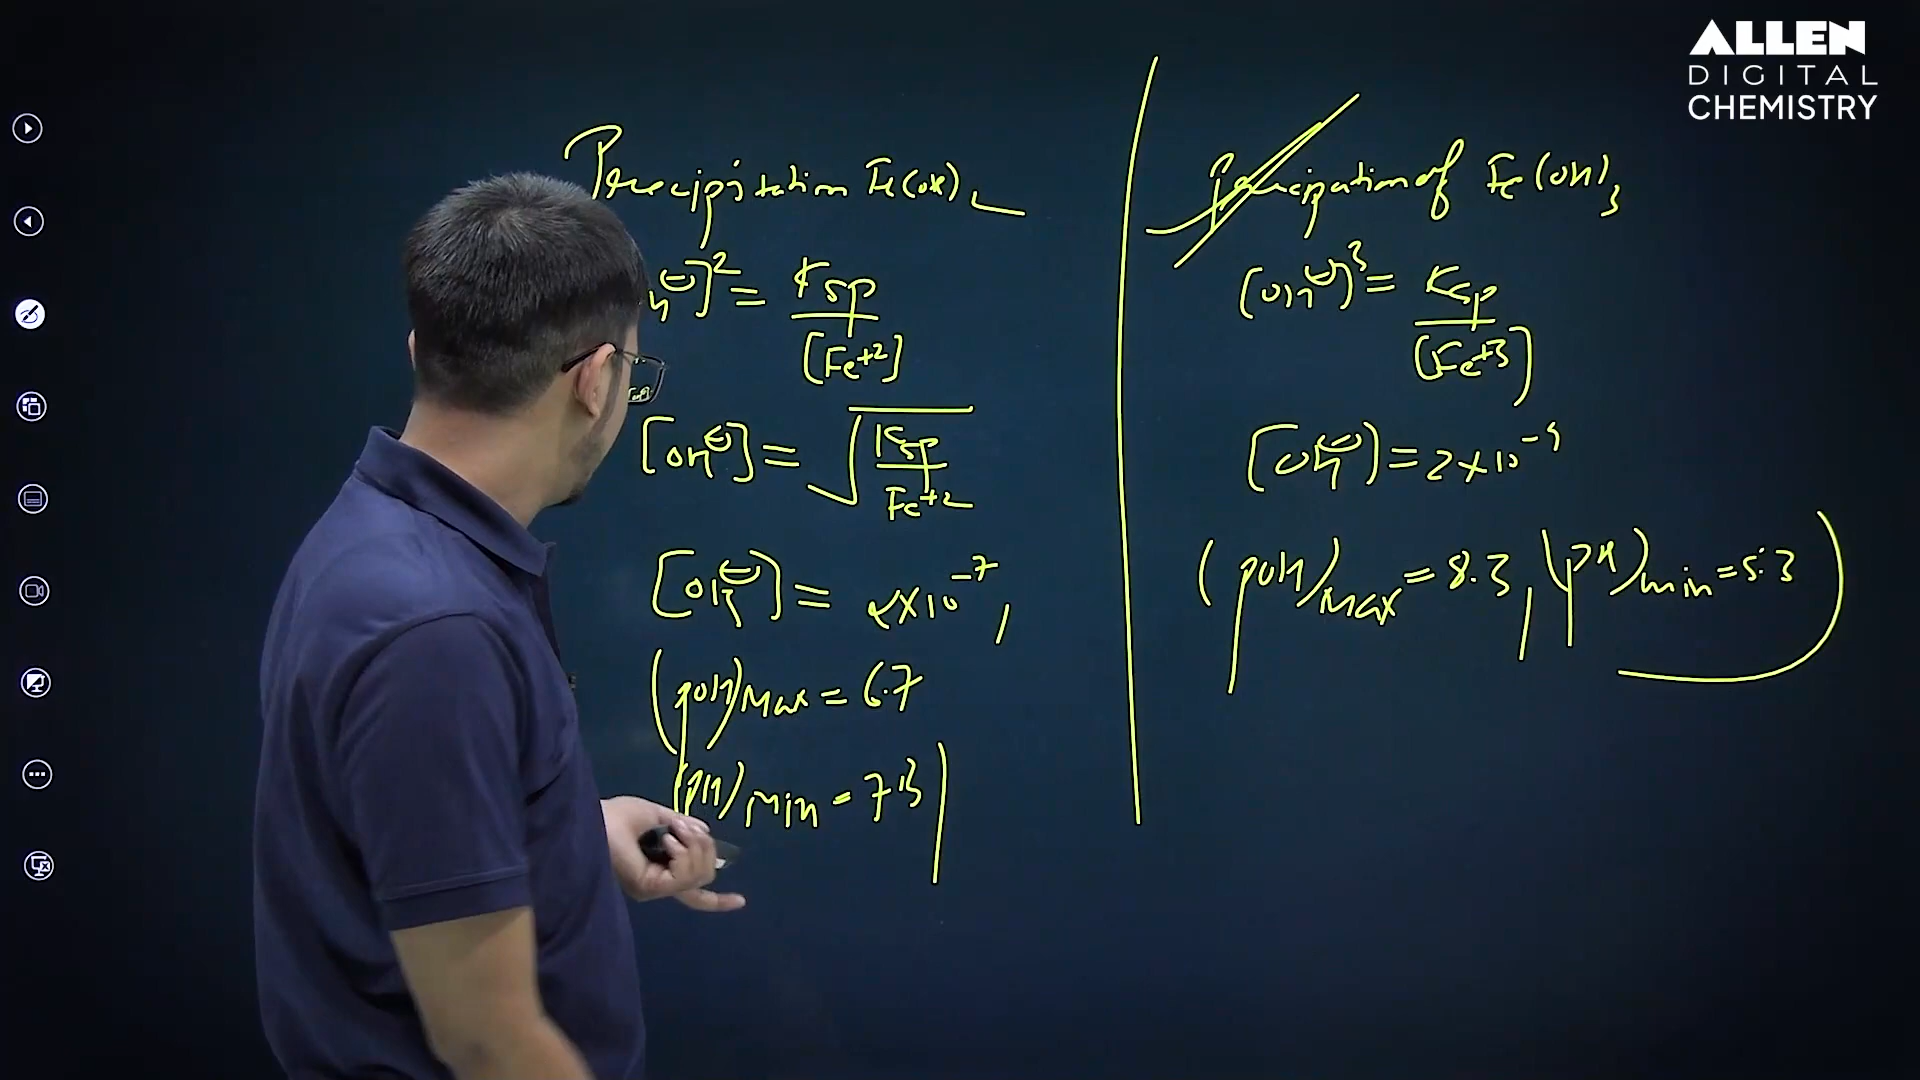 ALLEN
DIGITAL
CHEMISTRY
Precipitation Fe(OH)₂
]² = Ksp / [Fe⁺²]
[OH⊖] = √(Ksp / Fe⁺²)
[OH⊖] = 2×10⁻⁷,
(pOH)Max = 6.7
(pH)Min = 7.3
Precipation of Fe(OH)₃
[OH⊖]³ = Ksp / [Fe⁺³]
[OH⊖] = 2×10⁻⁹
(pOH)Max = 8.3, (pH)min = 5.3